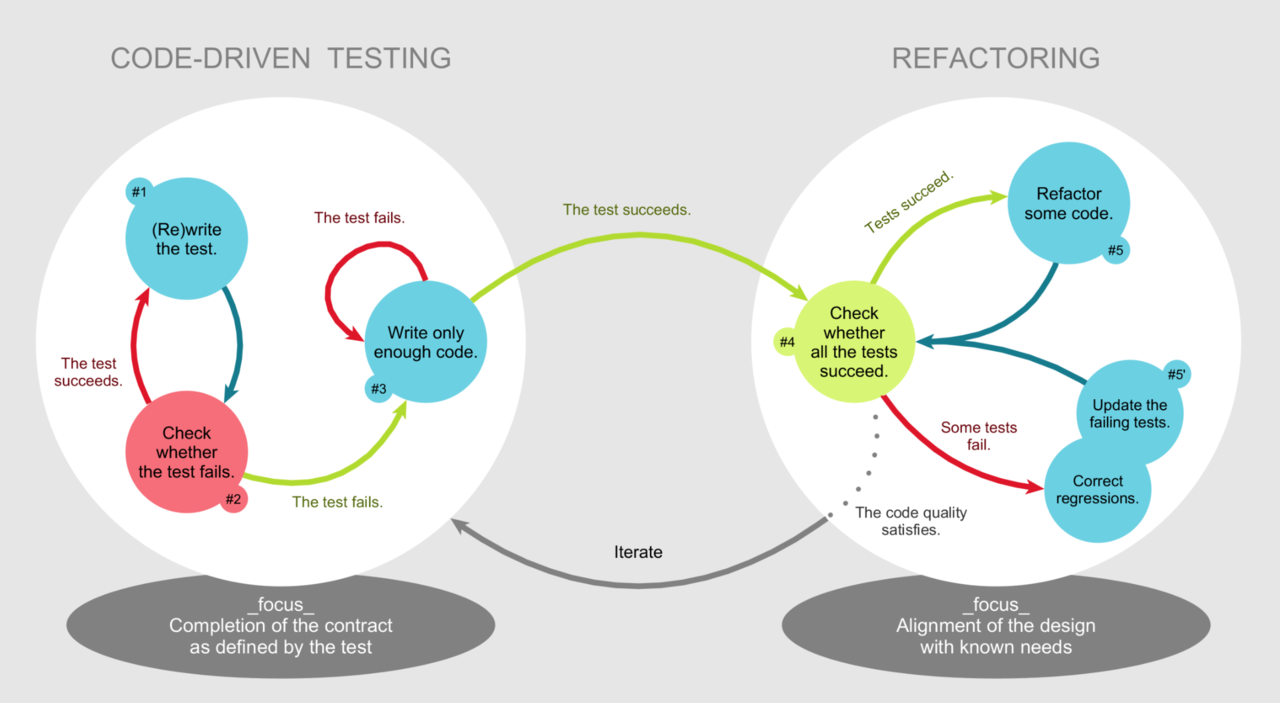 CODE-DRIVEN TESTING
#1
(Re)write
the test.
The test
succeeds.
Check
whether
the test fails.
#2
The test fails.
The test fails.
Write only
enough code.
#3
The test succeeds.
REFACTORING
Tests succeed.
Refactor
some code.
#5
Check
whether
all the tests
succeed.
#4
Some tests
fail.
#5'
Update the
failing tests.
Correct
regressions.
The code quality
satisfies.
Iterate
_focus_
Completion of the contract
as defined by the test
_focus_
Alignment of the design
with known needs